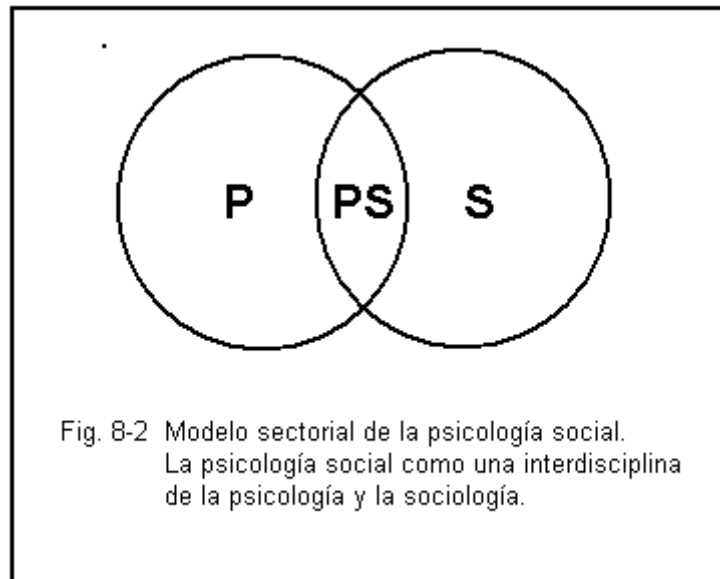 P PS S
Fig. 8-2 Modelo sectorial de la psicología social.
La psicología social como una interdisciplina
de la psicología y la sociología.